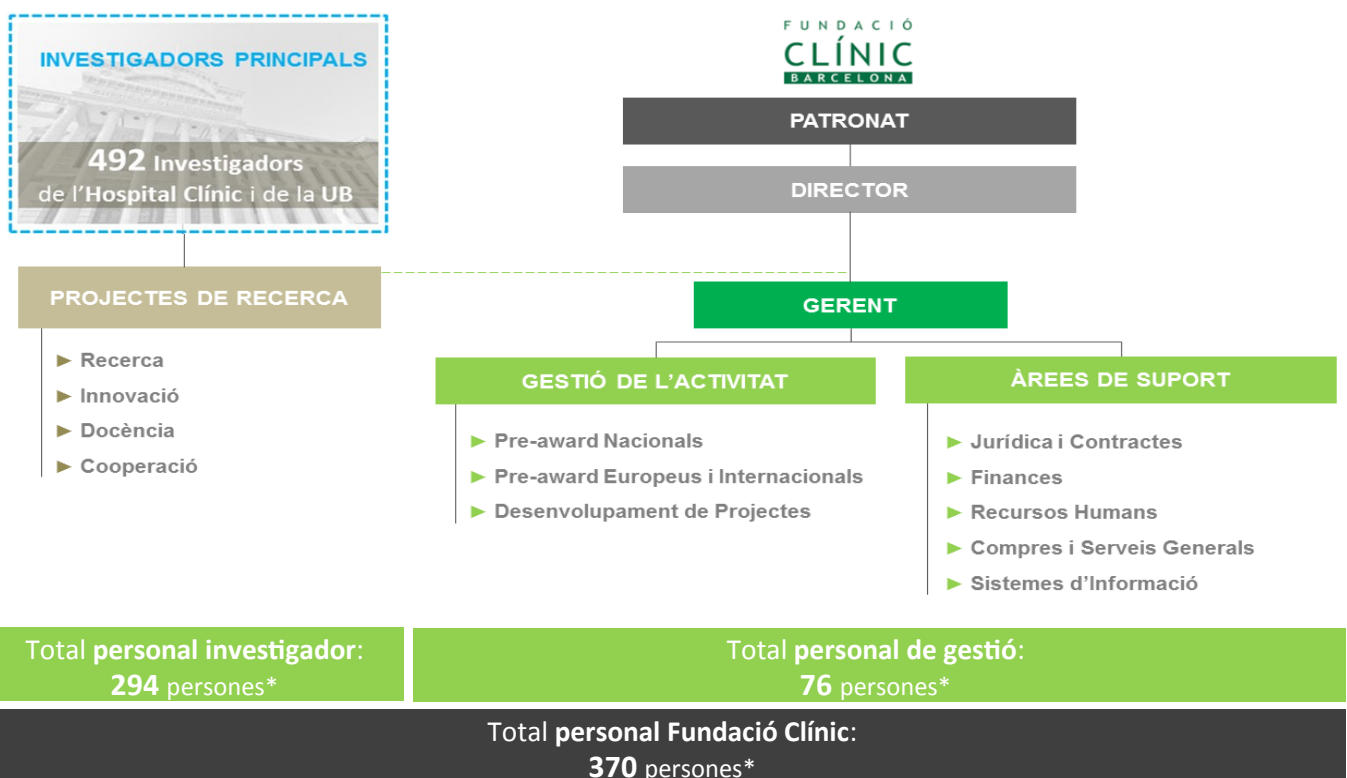 INVESTIGADORS PRINCIPALS
492 Investigadors
de l'Hospital Clínic i de la UB
PROJECTES DE RECERCA
► Recerca
► Innovació
► Docència
► Cooperació
FUNDACIÓ
CLÍNIC
BARCELONA
PATRONAT
DIRECTOR
GERENT
GESTIÓ DE L'ACTIVITAT
► Pre-award Nacionals
► Pre-award Europeus i Internacionals
► Desenvolupament de Projectes
ÀREES DE SUPORT
► Jurídica i Contractes
► Finances
► Recursos Humans
► Compres i Serveis Generals
► Sistemes d'Informació
Total personal investigador:
294 persones*
Total personal de gestió:
76 persones*
Total personal Fundació Clínic:
370 persones*